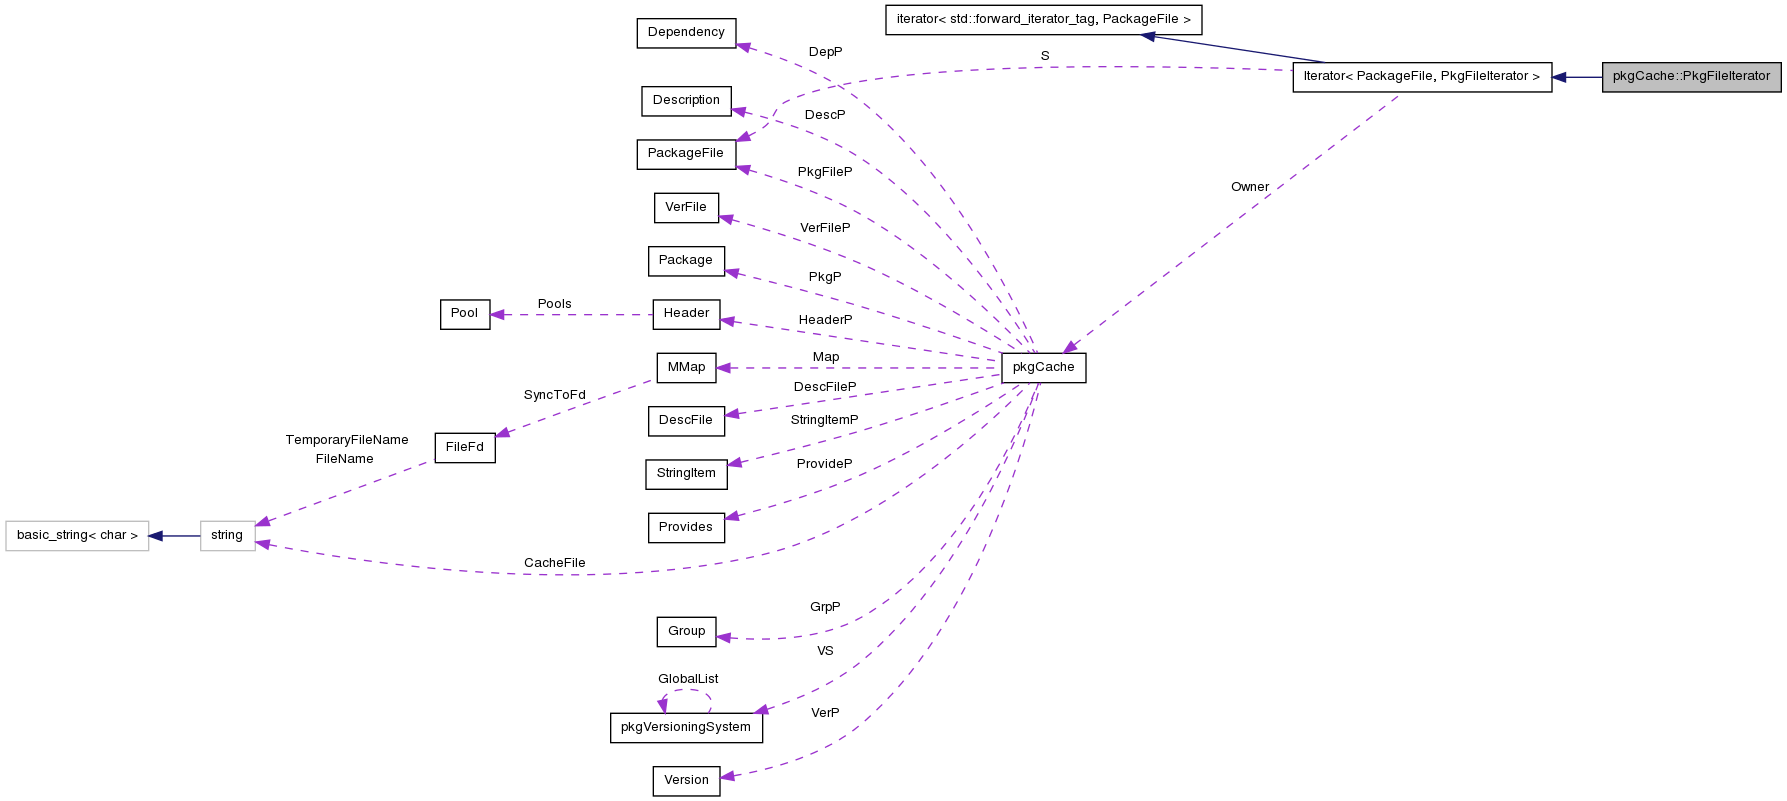 iterator< std::forward_iterator_tag, PackageFile >
Dependency
DepP
S
Iterator< PackageFile, PkgFileIterator >
pkgCache::PkgFileIterator
Description
DescP
PackageFile
PkgFileP
Owner
VerFile
VerFileP
Package
PkgP
Pool
Pools
Header
HeaderP
MMap
Map
pkgCache
SyncToFd
DescFileP
DescFile
StringItemP
TemporaryFileName
FileName
FileFd
StringItem
ProvideP
Provides
basic_string< char >
string
CacheFile
GrpP
Group
VS
GlobalList
pkgVersioningSystem
VerP
Version